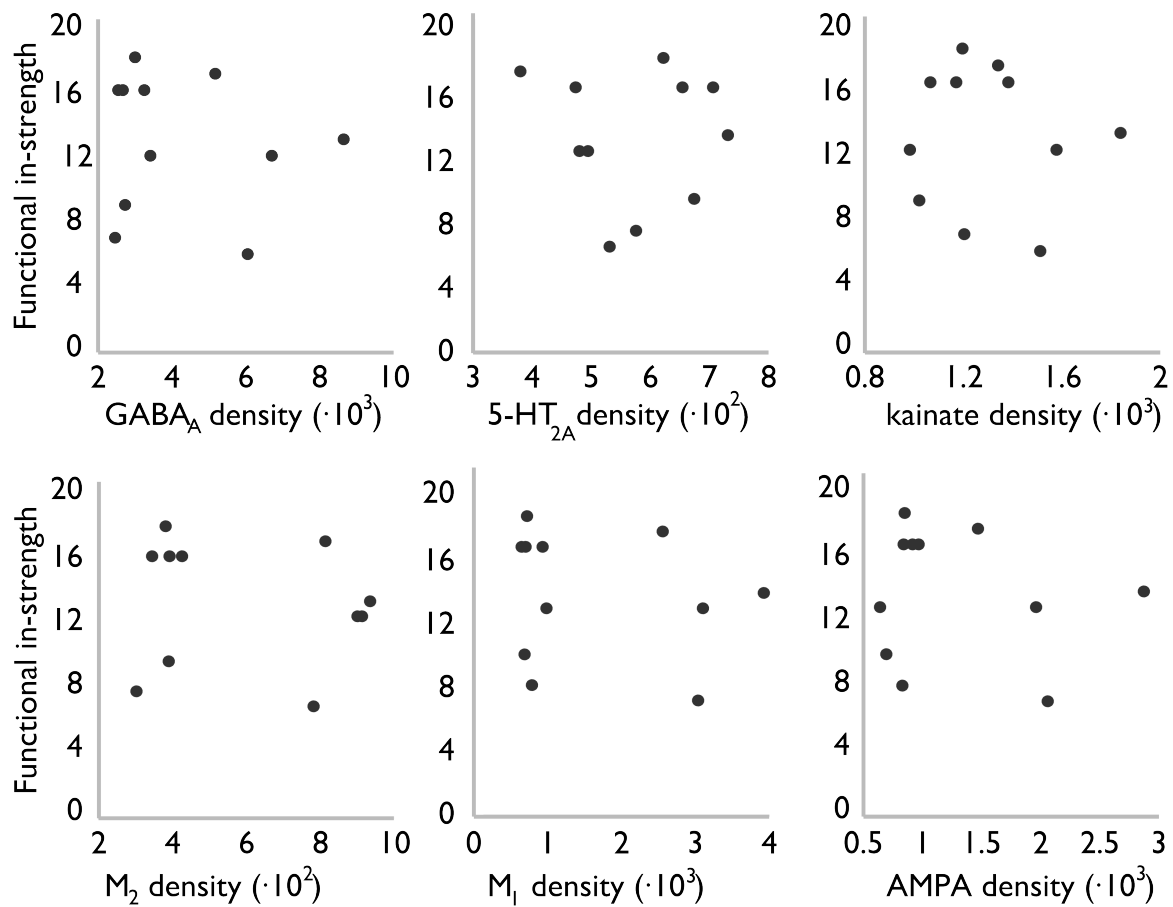 Functional in-strength
20
16
12
8
4
0
2 4 6 8 10
GABA_A density (·10³)
20
16
12
8
4
0
3 4 5 6 7 8
5-HT_2A density (·10²)
20
16
12
8
4
0
0.8 1.2 1.6 2
kainate density (·10³)
Functional in-strength
20
16
12
8
4
0
2 4 6 8 10
M₂ density (·10²)
20
16
12
8
4
0
0 1 2 3 4
M₁ density (·10³)
20
16
12
8
4
0
0.5 1 1.5 2 2.5 3
AMPA density (·10³)